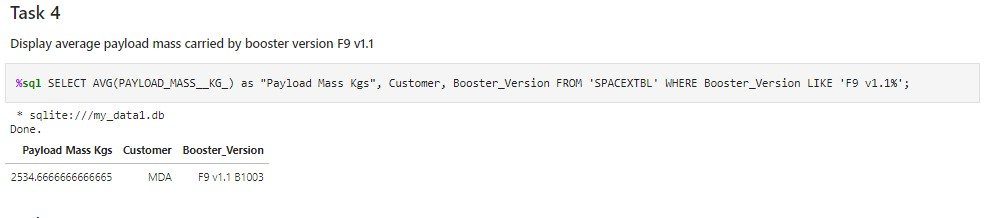 Task 4
Display average payload mass carried by booster version F9 v1.1
%sql SELECT AVG(PAYLOAD_MASS__KG_) as "Payload Mass Kgs", Customer, Booster_Version FROM 'SPACEXTBL' WHERE Booster_Version LIKE 'F9 v1.1%';
* sqlite:///my_data1.db
Done.
Payload Mass Kgs Customer Booster_Version
2534.6666666666665 MDA F9 v1.1 B1003